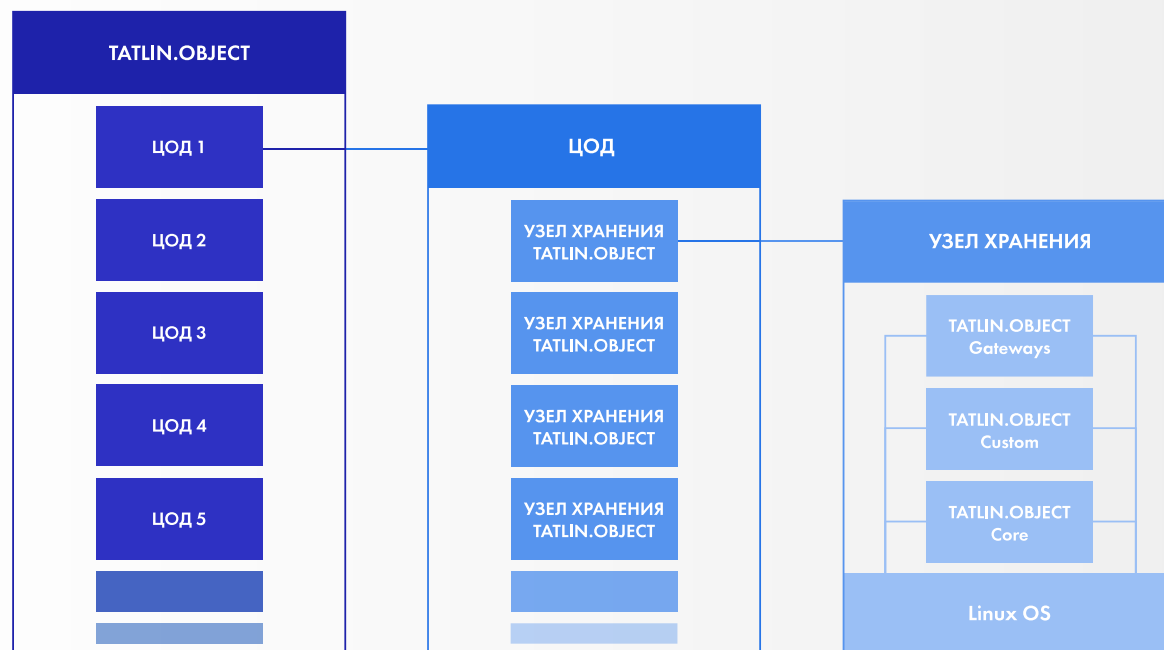 TATLIN.OBJECT
ЦОД 1
ЦОД 2
ЦОД 3
ЦОД 4
ЦОД 5
ЦОД
УЗЕЛ ХРАНЕНИЯ
TATLIN.OBJECT
УЗЕЛ ХРАНЕНИЯ
TATLIN.OBJECT
УЗЕЛ ХРАНЕНИЯ
TATLIN.OBJECT
УЗЕЛ ХРАНЕНИЯ
TATLIN.OBJECT
УЗЕЛ ХРАНЕНИЯ
TATLIN.OBJECT
Gateways
TATLIN.OBJECT
Custom
TATLIN.OBJECT
Core
Linux OS